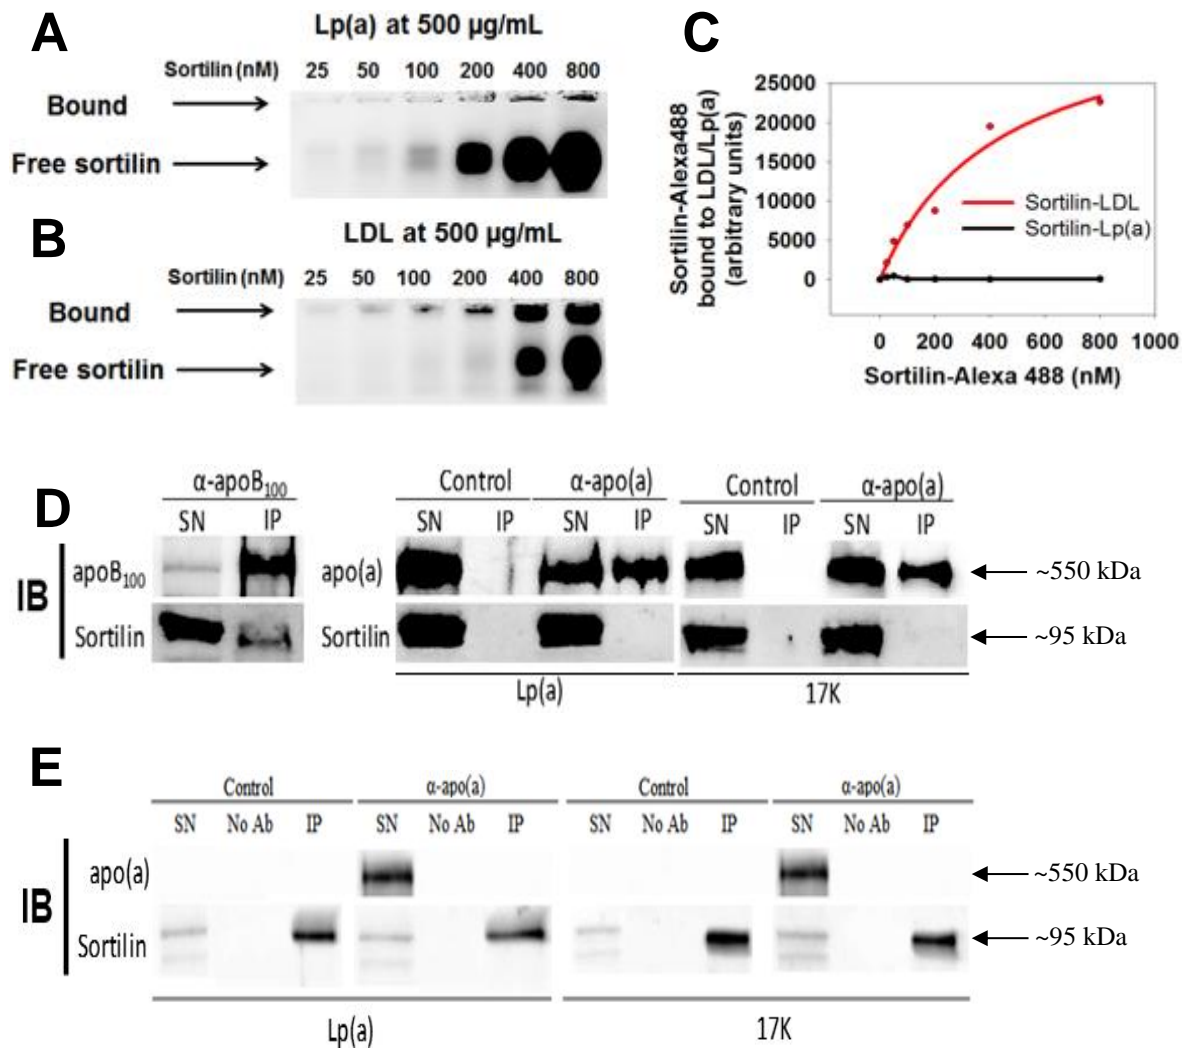 A
Lp(a) at 500 µg/mL
Sortilin (nM) 25 50 100 200 400 800
Bound
Free sortilin
B
LDL at 500 µg/mL
Sortilin (nM) 25 50 100 200 400 800
Bound
Free sortilin
C
Sortilin-Alexa488
bound to LDL/Lp(a)
(arbitrary units)
25000
20000
15000
10000
5000
0
Sortilin-LDL
Sortilin-Lp(a)
0 200 400 600 800 1000
Sortilin-Alexa 488 (nM)
D
α-apoB100
SN IP
Control α-apo(a) Control α-apo(a)
SN IP SN IP SN IP SN IP
IB
apoB100
apo(a)
~550 kDa
Sortilin
Sortilin
~95 kDa
Lp(a) 17K
E
Control α-apo(a) Control α-apo(a)
SN No Ab IP SN No Ab IP SN No Ab IP SN No Ab IP
IB
apo(a)
~550 kDa
Sortilin
~95 kDa
Lp(a) 17K